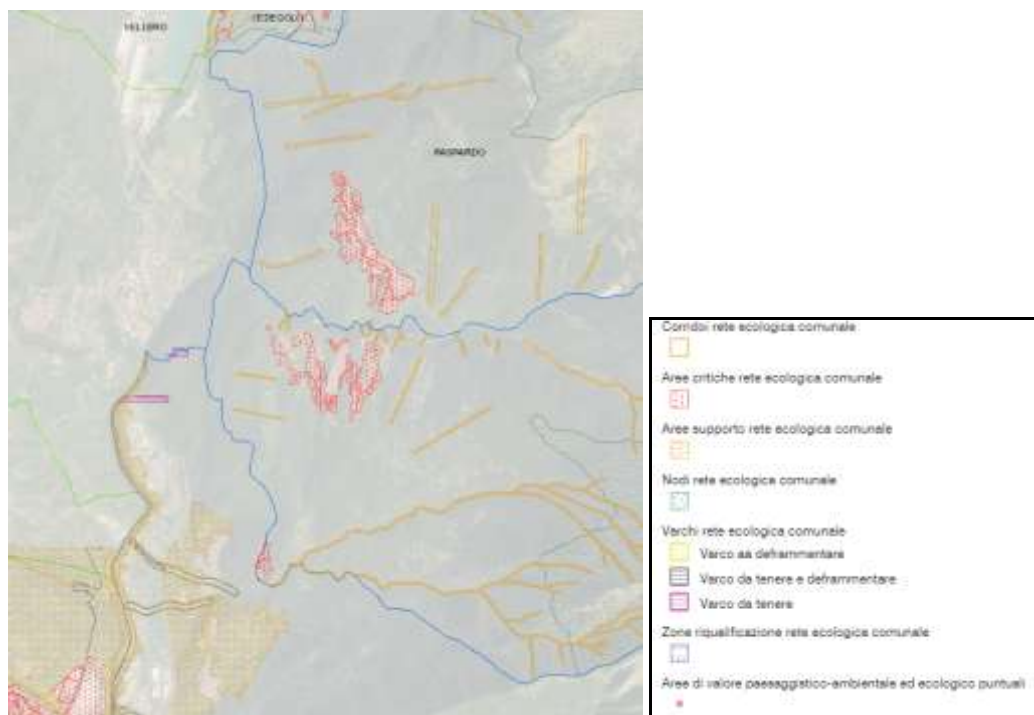 PASPARDO
Corridoi rete ecologica comunale
Aree critiche rete ecologica comunale
Aree supporto rete ecologica comunale
Nodi rete ecologica comunale
Varchi rete ecologica comunale
Varco da deframmentare
Varco da tenere e deframmentare
Varco da tenere
Zone riqualificazione rete ecologica comunale
Aree di valore paesaggistico-ambientale ed ecologico puntuali